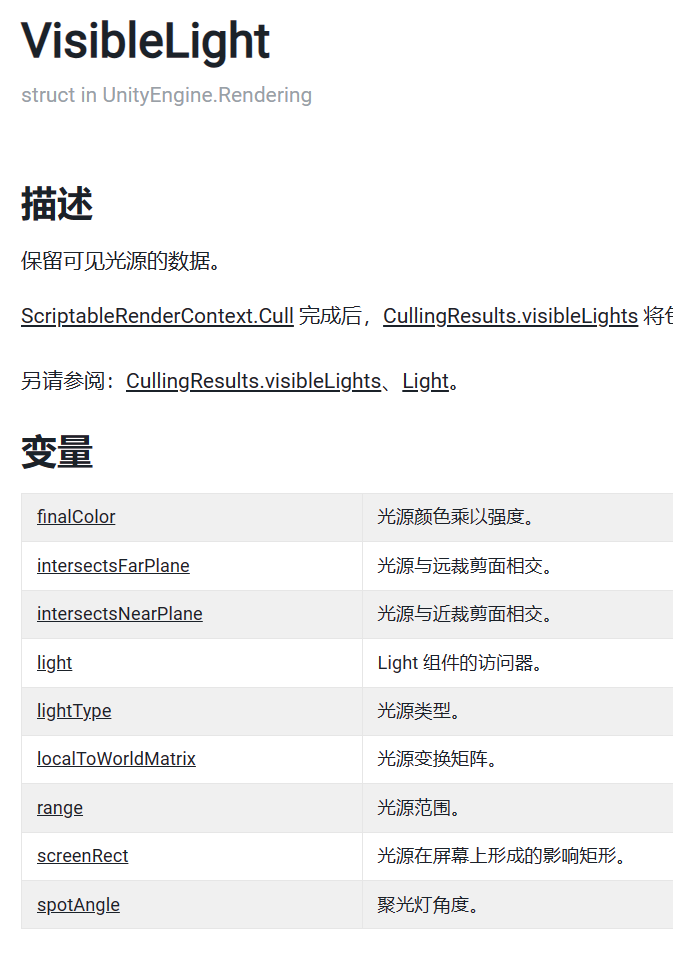 VisibleLight
struct in UnityEngine.Rendering
描述
保留可见光源的数据。
ScriptableRenderContext.Cull 完成后，CullingResults.visibleLights 将
另请参阅：CullingResults.visibleLights、Light。
变量
finalColor 光源颜色乘以强度。
intersectsFarPlane 光源与远裁剪面相交。
intersectsNearPlane 光源与近裁剪面相交。
light Light 组件的访问器。
lightType 光源类型。
localToWorldMatrix 光源变换矩阵。
range 光源范围。
screenRect 光源在屏幕上形成的影响矩形。
spotAngle 聚光灯角度。